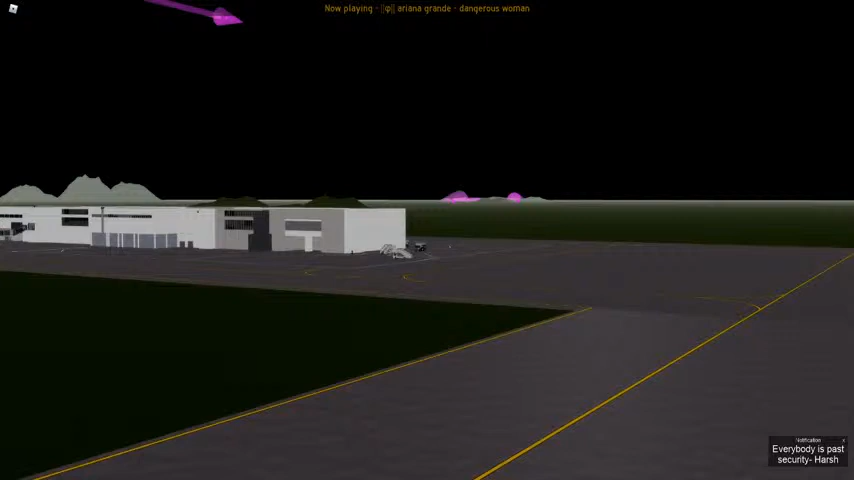 Now playing - [[φ]] ariana grande - dangerous woman
Notification
x
Everybody is past
security- Harsh